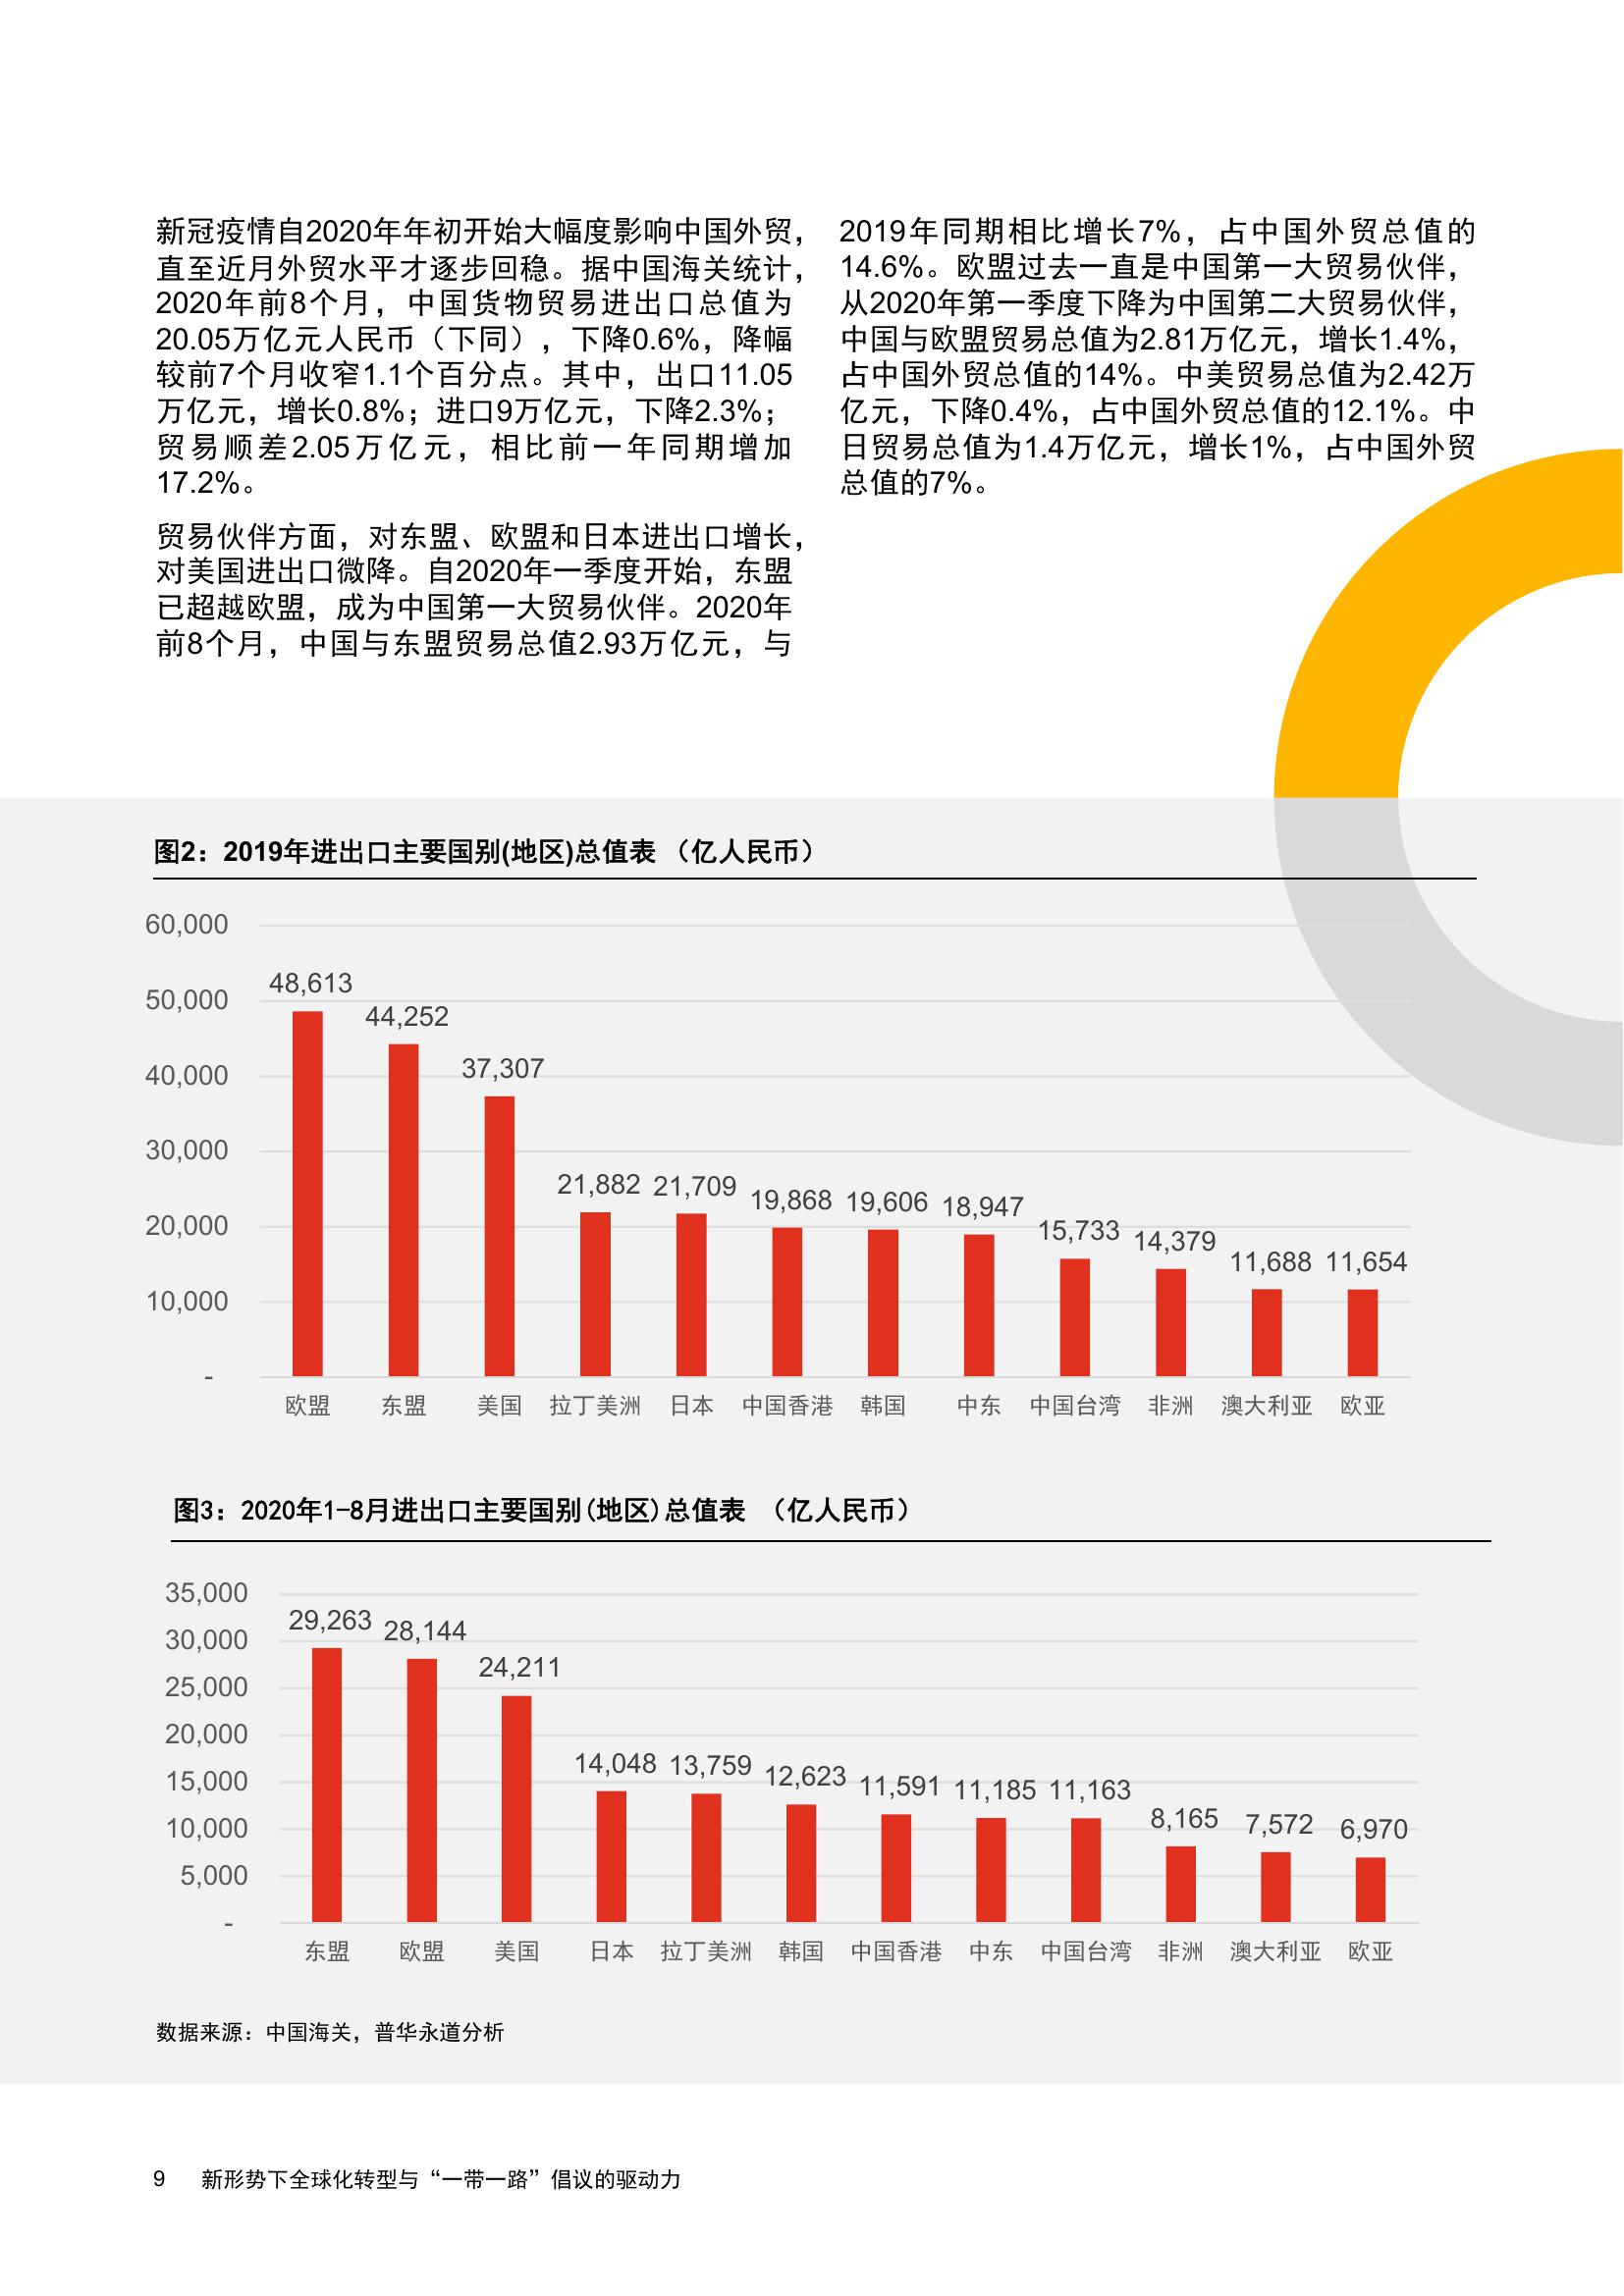 新冠疫情自2020年年初开始大幅度影响中国外贸，
直至近月外贸水平才逐步回稳。据中国海关统计，
2020年前8个月，中国货物贸易进出口总值为
20.05万亿元人民币（下同），下降0.6%，降幅
较前7个月收窄1.1个百分点。其中，出口11.05
万亿元，增长0.8%；进口9万亿元，下降2.3%；
贸易顺差2.05万亿元，相比前一年同期增加
17.2%。
贸易伙伴方面，对东盟、欧盟和日本进出口增长，
对美国进出口微降。自2020年一季度开始，东盟
已超越欧盟，成为中国第一大贸易伙伴。2020年
前8个月，中国与东盟贸易总值2.93万亿元，与
2019年同期相比增长7%，占中国外贸总值的
14.6%。欧盟过去一直是中国第一大贸易伙伴，
从2020年第一季度下降为中国第二大贸易伙伴，
中国与欧盟贸易总值为2.81万亿元，增长1.4%，
占中国外贸总值的14%。中美贸易总值为2.42万
亿元，下降0.4%，占中国外贸总值的12.1%。中
日贸易总值为1.4万亿元，增长1%，占中国外贸
总值的7%。
图2：2019年进出口主要国别(地区)总值表 （亿人民币）
60,000
50,000
40,000
30,000
20,000
10,000
-
48,613
44,252
37,307
21,882 21,709 19,868 19,606 18,947 15,733 14,379 11,688 11,654
欧盟 东盟 美国 拉丁美洲 日本 中国香港 韩国 中东 中国台湾 非洲 澳大利亚 欧亚
图3：2020年1-8月进出口主要国别(地区)总值表 （亿人民币）
35,000
30,000
25,000
20,000
15,000
10,000
5,000
-
29,263 28,144 24,211
14,048 13,759 12,623 11,591 11,185 11,163 8,165 7,572 6,970
东盟 欧盟 美国 日本 拉丁美洲 韩国 中国香港 中东 中国台湾 非洲 澳大利亚 欧亚
数据来源：中国海关，普华永道分析
9 新形势下全球化转型与“一带一路”倡议的驱动力